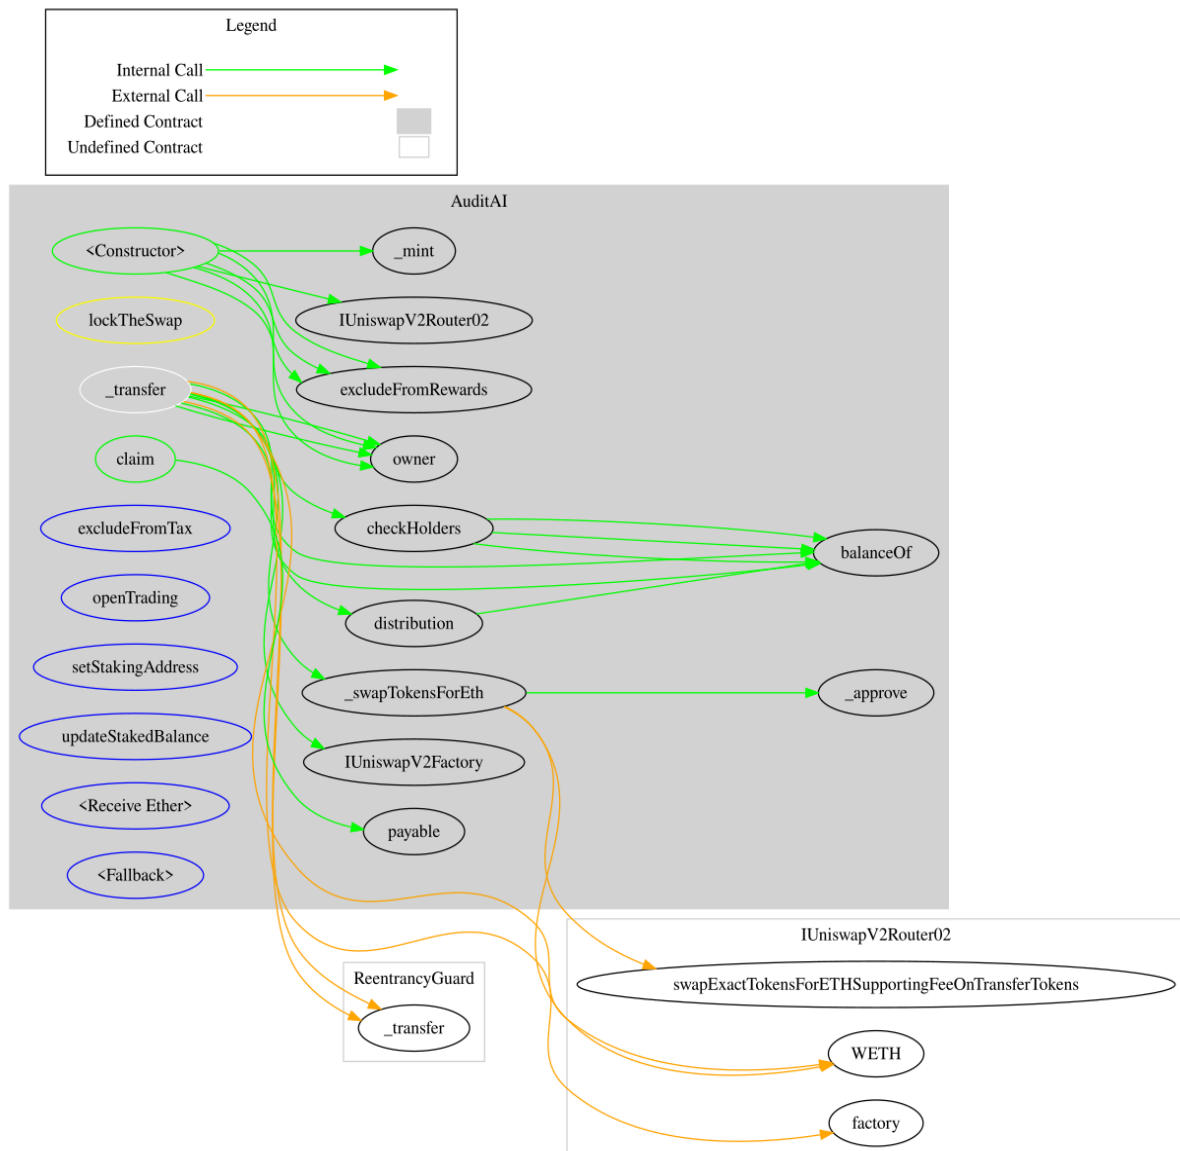 Legend
Internal Call
External Call
Defined Contract
Undefined Contract
AuditAI
<Constructor>
_mint
lockTheSwap
IUniswapV2Router02
_transfer
excludeFromRewards
claim
owner
excludeFromTax
checkHolders
balanceOf
openTrading
distribution
setStakingAddress
_swapTokensForEth
_approve
updateStakedBalance
IUniswapV2Factory
<Receive Ether>
payable
<Fallback>
IUniswapV2Router02
ReentrancyGuard
swapExactTokensForETHSupportingFeeOnTransferTokens
_transfer
WETH
factory